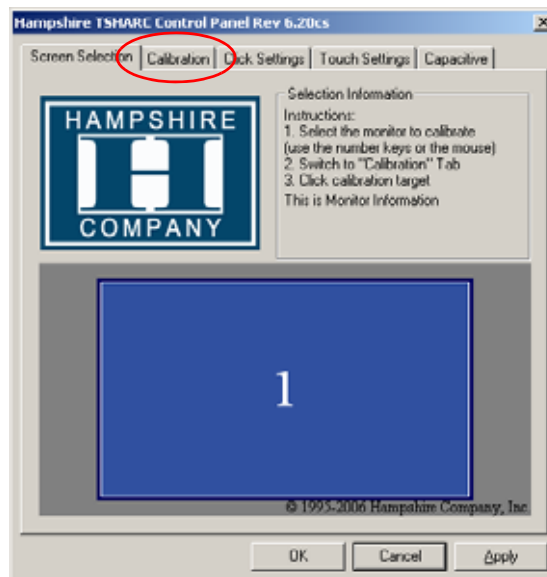 Hampshire TSHARC Control Panel Rev 6.20cs
Screen Selection Calibration Click Settings Touch Settings Capacitive
HAMPSHIRE
COMPANY
Selection Information
Instructions:
1. Select the monitor to calibrate
(use the number keys or the mouse)
2. Switch to "Calibration" Tab
3. Click calibration target
This is Monitor Information
1
© 1995-2006 Hampshire Company, Inc
OK Cancel Apply